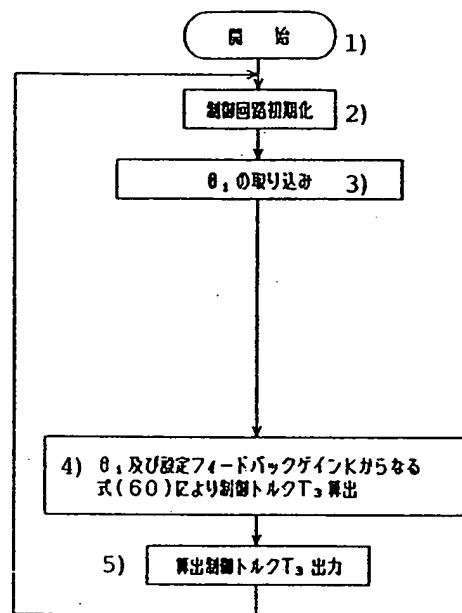 開 始 1)
制御回路初期化 2)
θ₁の取り込み 3)
4) θ₁及び設定フィードバックゲインKからなる
式(60)により制御トルクT₃算出
5) 算出制御トルクT₃出力